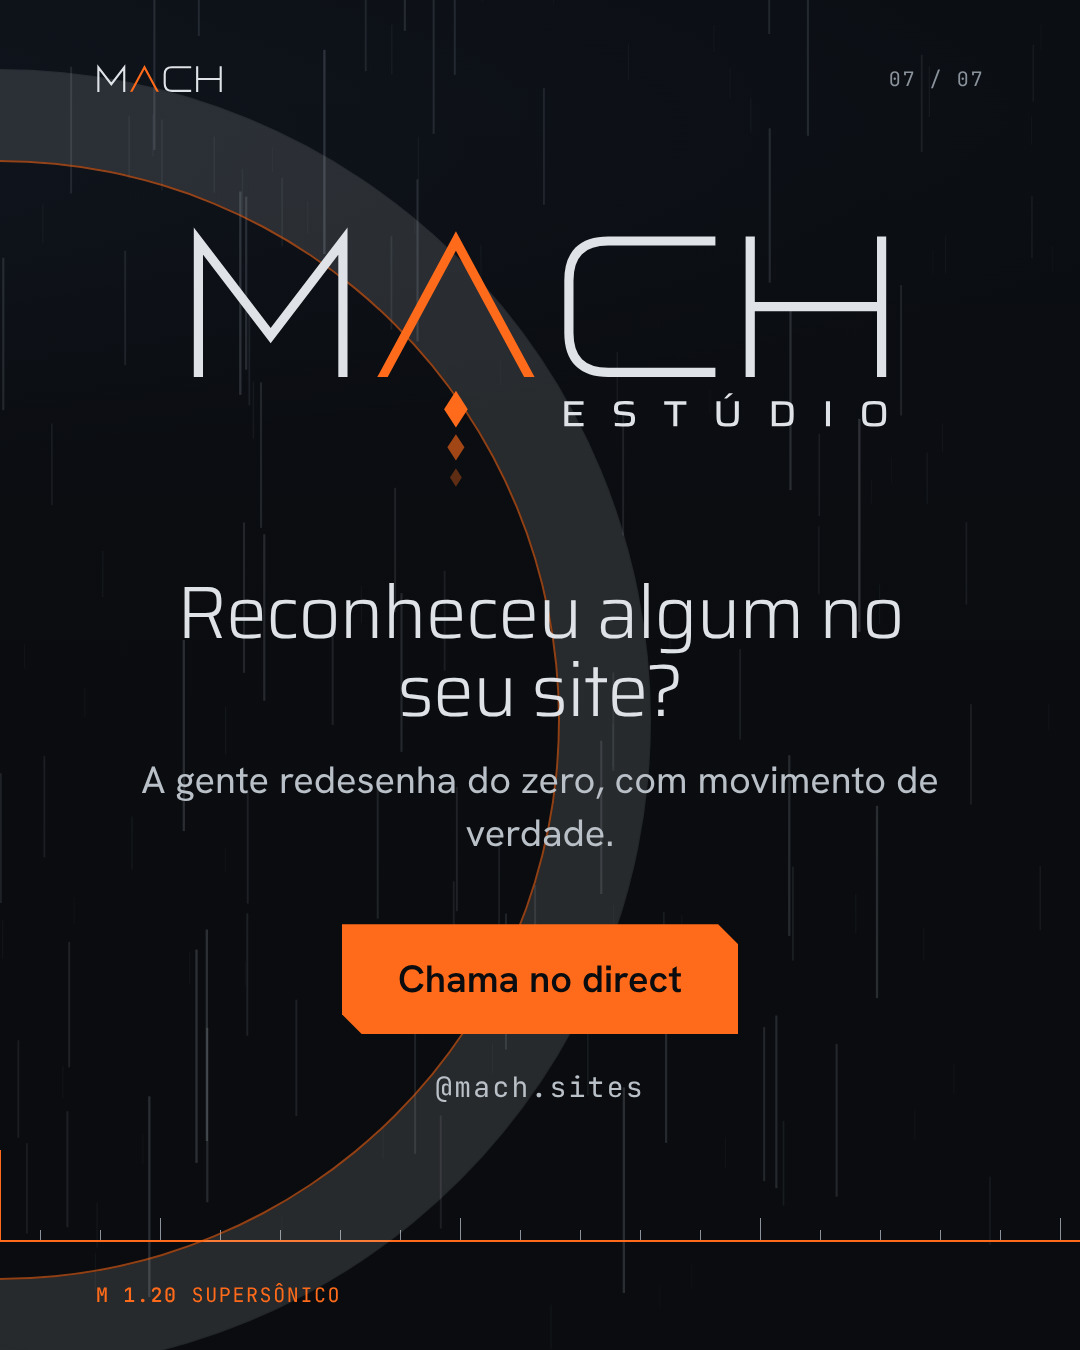 MACH
07 / 07
MACH
ESTÚDIO
Reconheceu algum no
seu site?
A gente redesenha do zero, com movimento de
verdade.
Chama no direct
@mach.sites
M 1.20 SUPERSÔNICO